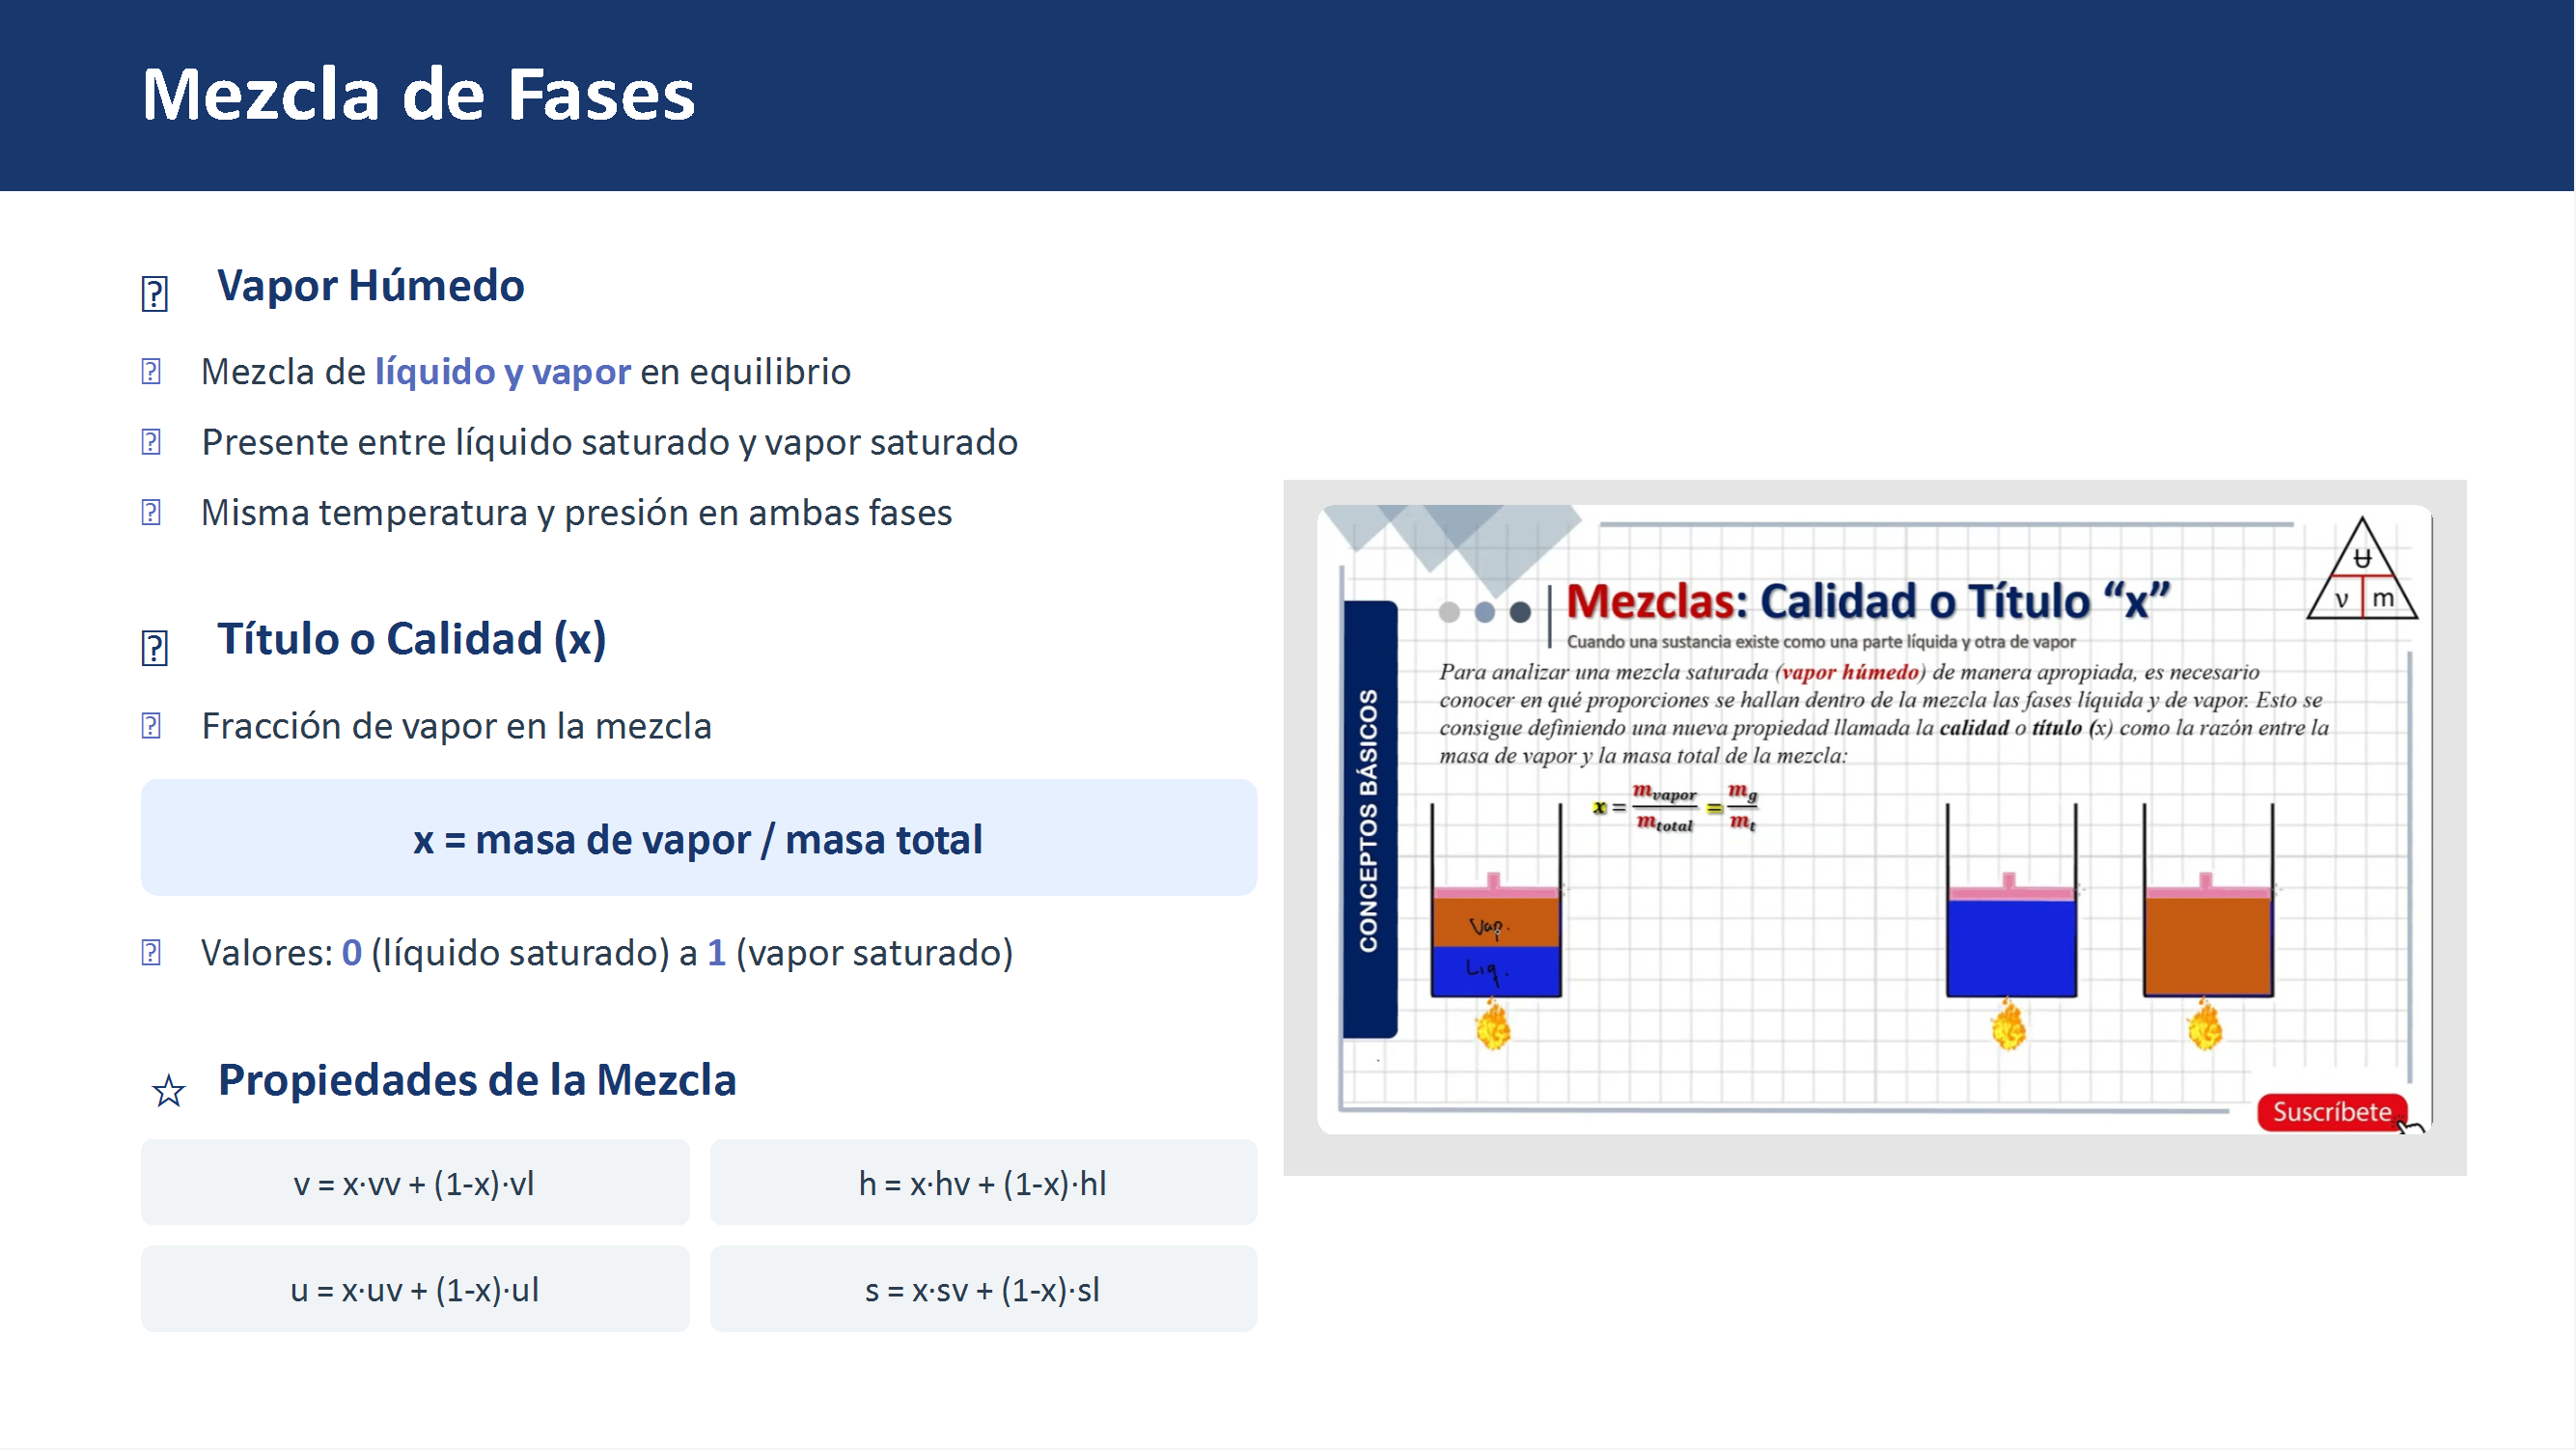 Mezcla de Fases
Vapor Húmedo
Mezcla de líquido y vapor en equilibrio
Presente entre líquido saturado y vapor saturado
Misma temperatura y presión en ambas fases
Título o Calidad (x)
Fracción de vapor en la mezcla
x = masa de vapor / masa total
Valores: 0 (líquido saturado) a 1 (vapor saturado)
☆ Propiedades de la Mezcla
v = x·vv + (1-x)·vl
h = x·hv + (1-x)·hl
u = x·uv + (1-x)·ul
s = x·sv + (1-x)·sl
Mezclas: Calidad o Título “x”
Cuando una sustancia existe como una parte líquida y otra de vapor
Para analizar una mezcla saturada (vapor húmedo) de manera apropiada, es necesario
conocer en qué proporciones se hallan dentro de la mezcla las fases líquida y de vapor. Esto se
consigue definiendo una nueva propiedad llamada la calidad o título (x) como la razón entre la
masa de vapor y la masa total de la mezcla:
x = m_vapor / m_total = m_g / m_t
CONCEPTOS BÁSICOS
Vap.
Liq.
V
v m
Suscríbete